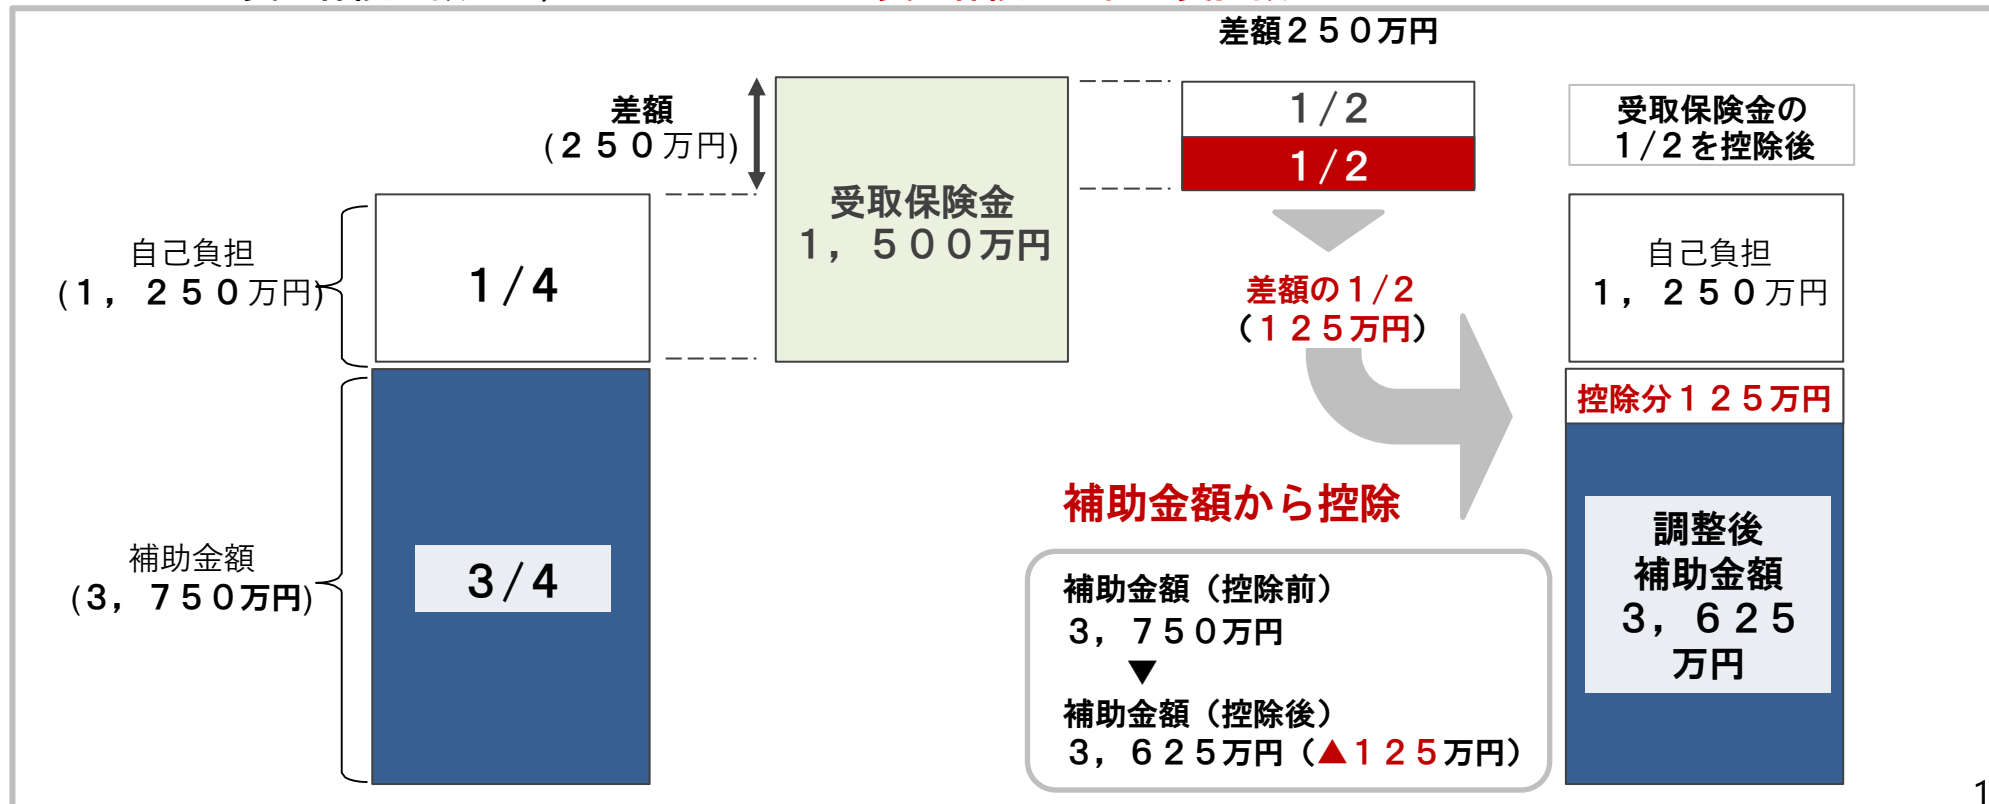 差額２５０万円
差額
(２５０万円)
1/2
1/2
受取保険金の
1/2を控除後
受取保険金
1，５００万円
自己負担
(1，２５０万円)
1/4
差額の1/2
（1２５万円）
自己負担
1，２５０万円
控除分1２５万円
補助金額から控除
補助金額
(3，７５０万円)
3/4
補助金額（控除前）
3，７５０万円
▼
補助金額（控除後）
3，６２５万円（▲1２５万円）
調整後
補助金額
3，６２５
万円
1